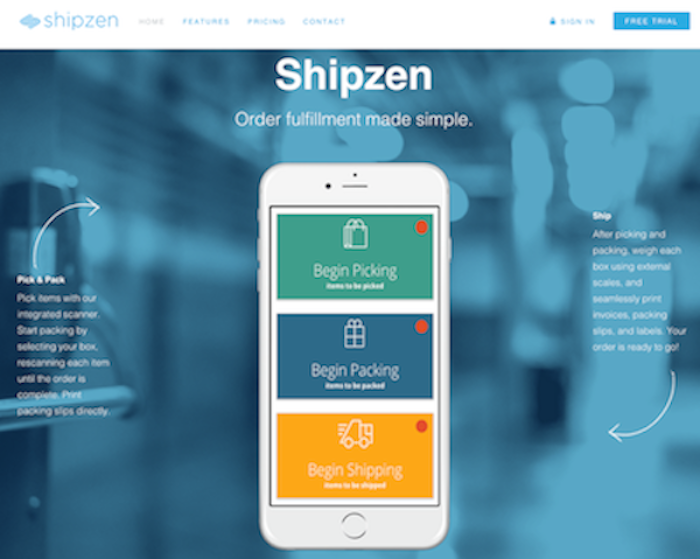 shipzen
HOME FEATURES PRICING CONTACT
SIGN IN
FREE TRIAL
Shipzen
Order fulfillment made simple.
Pick & Pack
Pick items with our
integrated scanner.
Start packing by
selecting your box,
rescanning each item
until the order is
complete. Print
packing slips directly.
Begin Picking
items to be picked
Begin Packing
items to be packed
Begin Shipping
items to be shipped
Ship
After picking and
packing, weigh each
box using external
scales, and
seamlessly print
invoices, packing
slips, and labels. Your
order is ready to go!